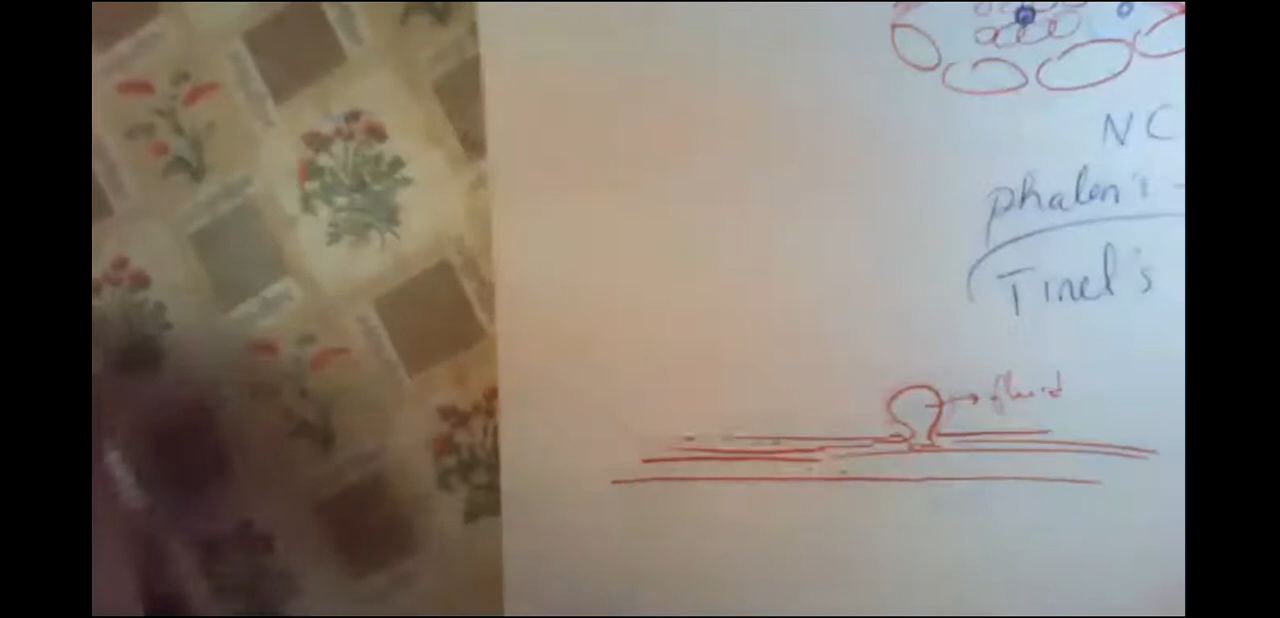 NC
Phalen's -
Tinel's
→ fluid